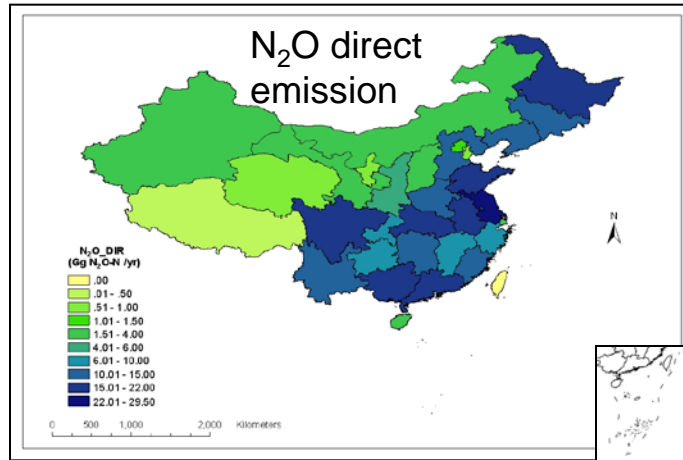 N₂O direct
emission
N
N2O_DIR
(Gg N2O-N /yr)
.00
.01 - .50
.51 - 1.00
1.01 - 1.50
1.51 - 4.00
4.01 - 6.00
6.01 - 10.00
10.01 - 15.00
15.01 - 22.00
22.01 - 29.50
0 500 1,000 2,000 Kilometers